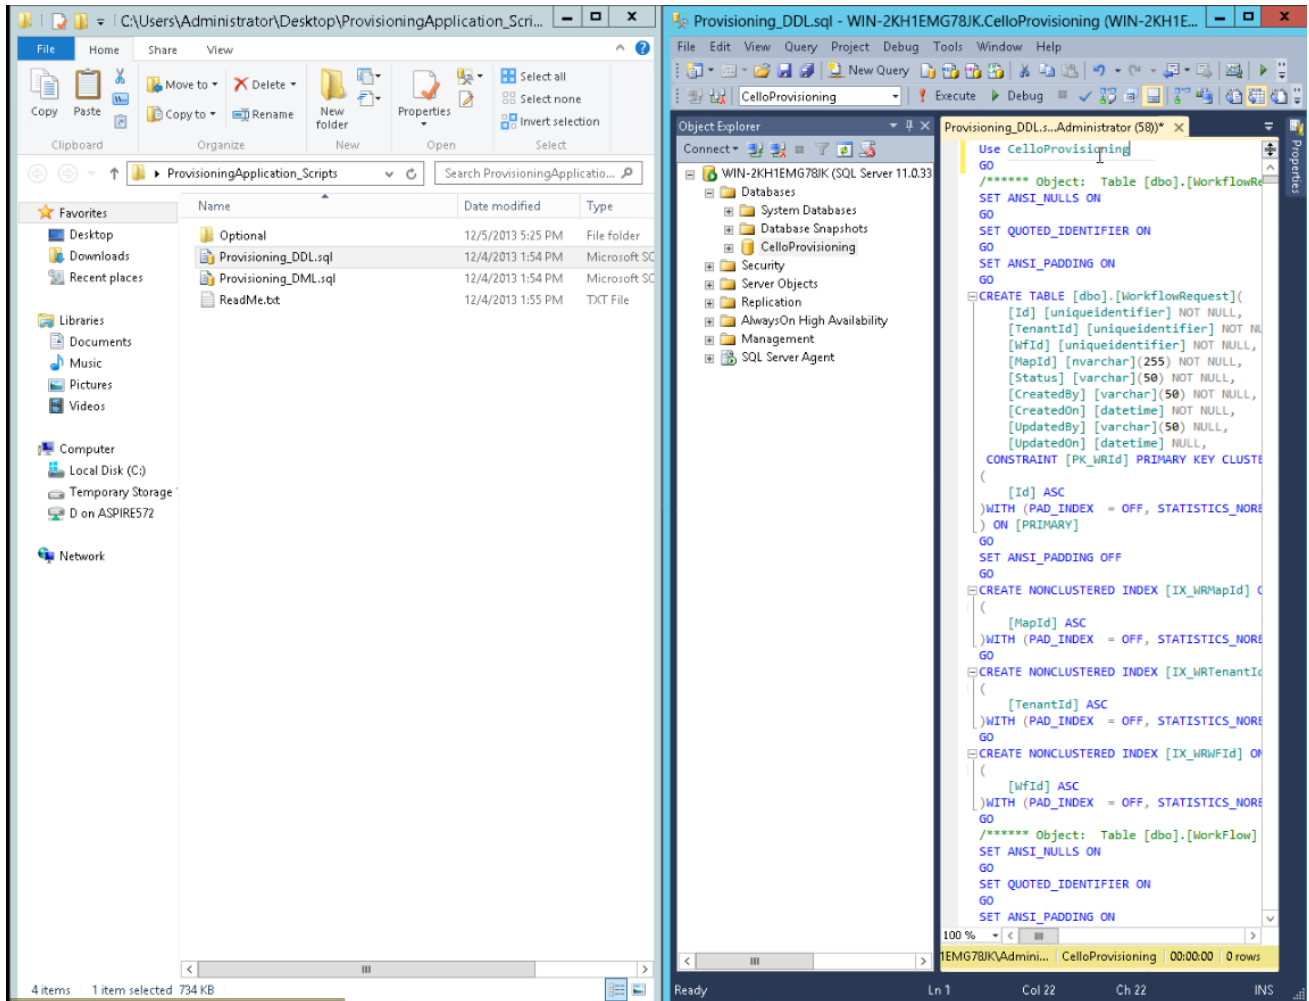 C:\Users\Administrator\Desktop\ProvisioningApplication_Scri...
File Home Share View
Copy
Paste
Move to
Copy to
Delete
Rename
New folder
Properties
Select all
Select none
Invert selection
Clipboard Organize New Open Select
ProvisioningApplication_Scripts
Search ProvisioningApplicatio...
Favorites
Desktop
Downloads
Recent places
Libraries
Documents
Music
Pictures
Videos
Computer
Local Disk (C:)
Temporary Storage
D on ASPIRE572
Network
Name Date modified Type
Optional 12/5/2013 5:25 PM File folder
Provisioning_DDL.sql 12/4/2013 1:54 PM Microsoft SC
Provisioning_DML.sql 12/4/2013 1:54 PM Microsoft SC
ReadMe.txt 12/4/2013 1:55 PM TXT File
4 items 1 item selected 734 KB
Provisioning_DDL.sql - WIN-2KH1EMG78JK.CelloProvisioning (WIN-2KH1E...
File Edit View Query Project Debug Tools Window Help
New Query
CelloProvisioning Execute Debug
Object Explorer
Connect
WIN-2KH1EMG78JK (SQL Server 11.0.33
Databases
System Databases
Database Snapshots
CelloProvisioning
Security
Server Objects
Replication
AlwaysOn High Availability
Management
SQL Server Agent
Provisioning_DDL.s...Administrator (58))*
Properties
Use CelloProvisioning
GO
/****** Object:  Table [dbo].[WorkflowRe
SET ANSI_NULLS ON
GO
SET QUOTED_IDENTIFIER ON
GO
SET ANSI_PADDING ON
GO
CREATE TABLE [dbo].[WorkflowRequest](
[Id] [uniqueidentifier] NOT NULL,
[TenantId] [uniqueidentifier] NOT NU
[WfId] [uniqueidentifier] NOT NULL,
[MapId] [nvarchar](255) NOT NULL,
[Status] [varchar](50) NOT NULL,
[CreatedBy] [varchar](50) NOT NULL,
[CreatedOn] [datetime] NOT NULL,
[UpdatedBy] [varchar](50) NULL,
[UpdatedOn] [datetime] NULL,
CONSTRAINT [PK_WRId] PRIMARY KEY CLUSTE
(
[Id] ASC
)WITH (PAD_INDEX  = OFF, STATISTICS_NORE
) ON [PRIMARY]
GO
SET ANSI_PADDING OFF
GO
CREATE NONCLUSTERED INDEX [IX_WRMapId] O
(
[MapId] ASC
)WITH (PAD_INDEX  = OFF, STATISTICS_NORE
GO
CREATE NONCLUSTERED INDEX [IX_WRTenantId
(
[TenantId] ASC
)WITH (PAD_INDEX  = OFF, STATISTICS_NORE
GO
CREATE NONCLUSTERED INDEX [IX_WRWFId] ON
(
[WfId] ASC
)WITH (PAD_INDEX  = OFF, STATISTICS_NORE
GO
/****** Object:  Table [dbo].[WorkFlow]
SET ANSI_NULLS ON
GO
SET QUOTED_IDENTIFIER ON
GO
SET ANSI_PADDING ON
100 %
1EMG78JK\Admini... CelloProvisioning 00:00:00 0 rows
Ready Ln 1 Col 22 Ch 22 INS